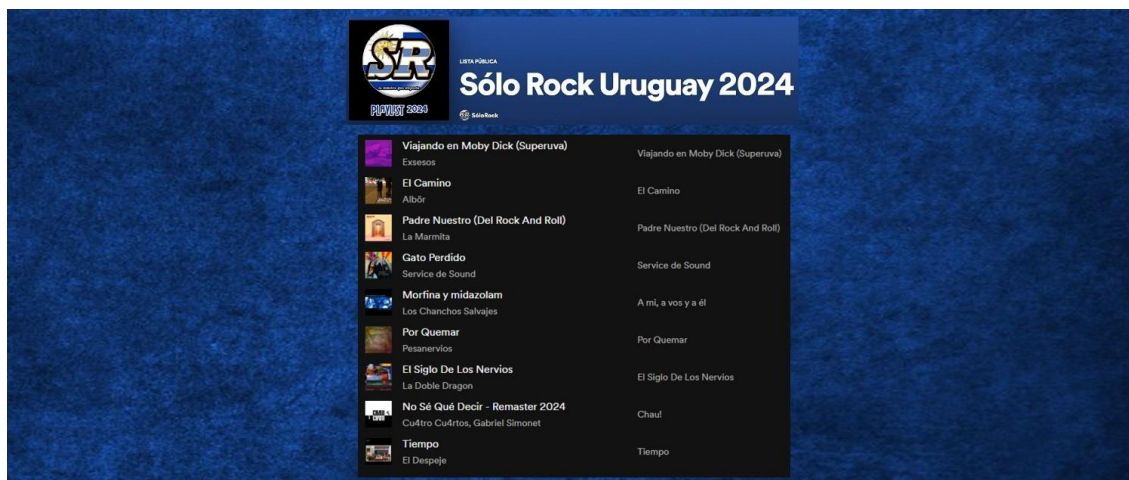 SR
PLAYLIST 2024
LISTA PÚBLICA
Sólo Rock Uruguay 2024
SR SóloRock
Viajando en Moby Dick (Superuva)
Exsesos
Viajando en Moby Dick (Superuva)
El Camino
Albör
El Camino
Padre Nuestro (Del Rock And Roll)
La Marmita
Padre Nuestro (Del Rock And Roll)
Gato Perdido
Service de Sound
Service de Sound
Morfina y midazolam
Los Chanchos Salvajes
A mi, a vos y a él
Por Quemar
Pesanervios
Por Quemar
El Siglo De Los Nervios
La Doble Dragon
El Siglo De Los Nervios
No Sé Qué Decir - Remaster 2024
Cu4tro Cu4rtos, Gabriel Simonet
Chau!
Tiempo
El Despeje
Tiempo